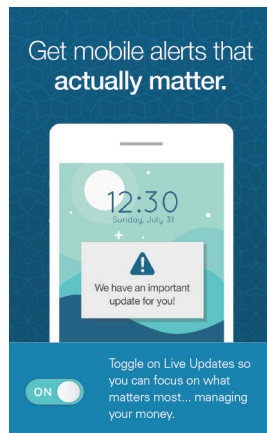 Get mobile alerts that
actually matter.
12:30
Sunday, July 31
We have an important
update for you!
ON
Toggle on Live Updates so
you can focus on what
matters most... managing
your money.